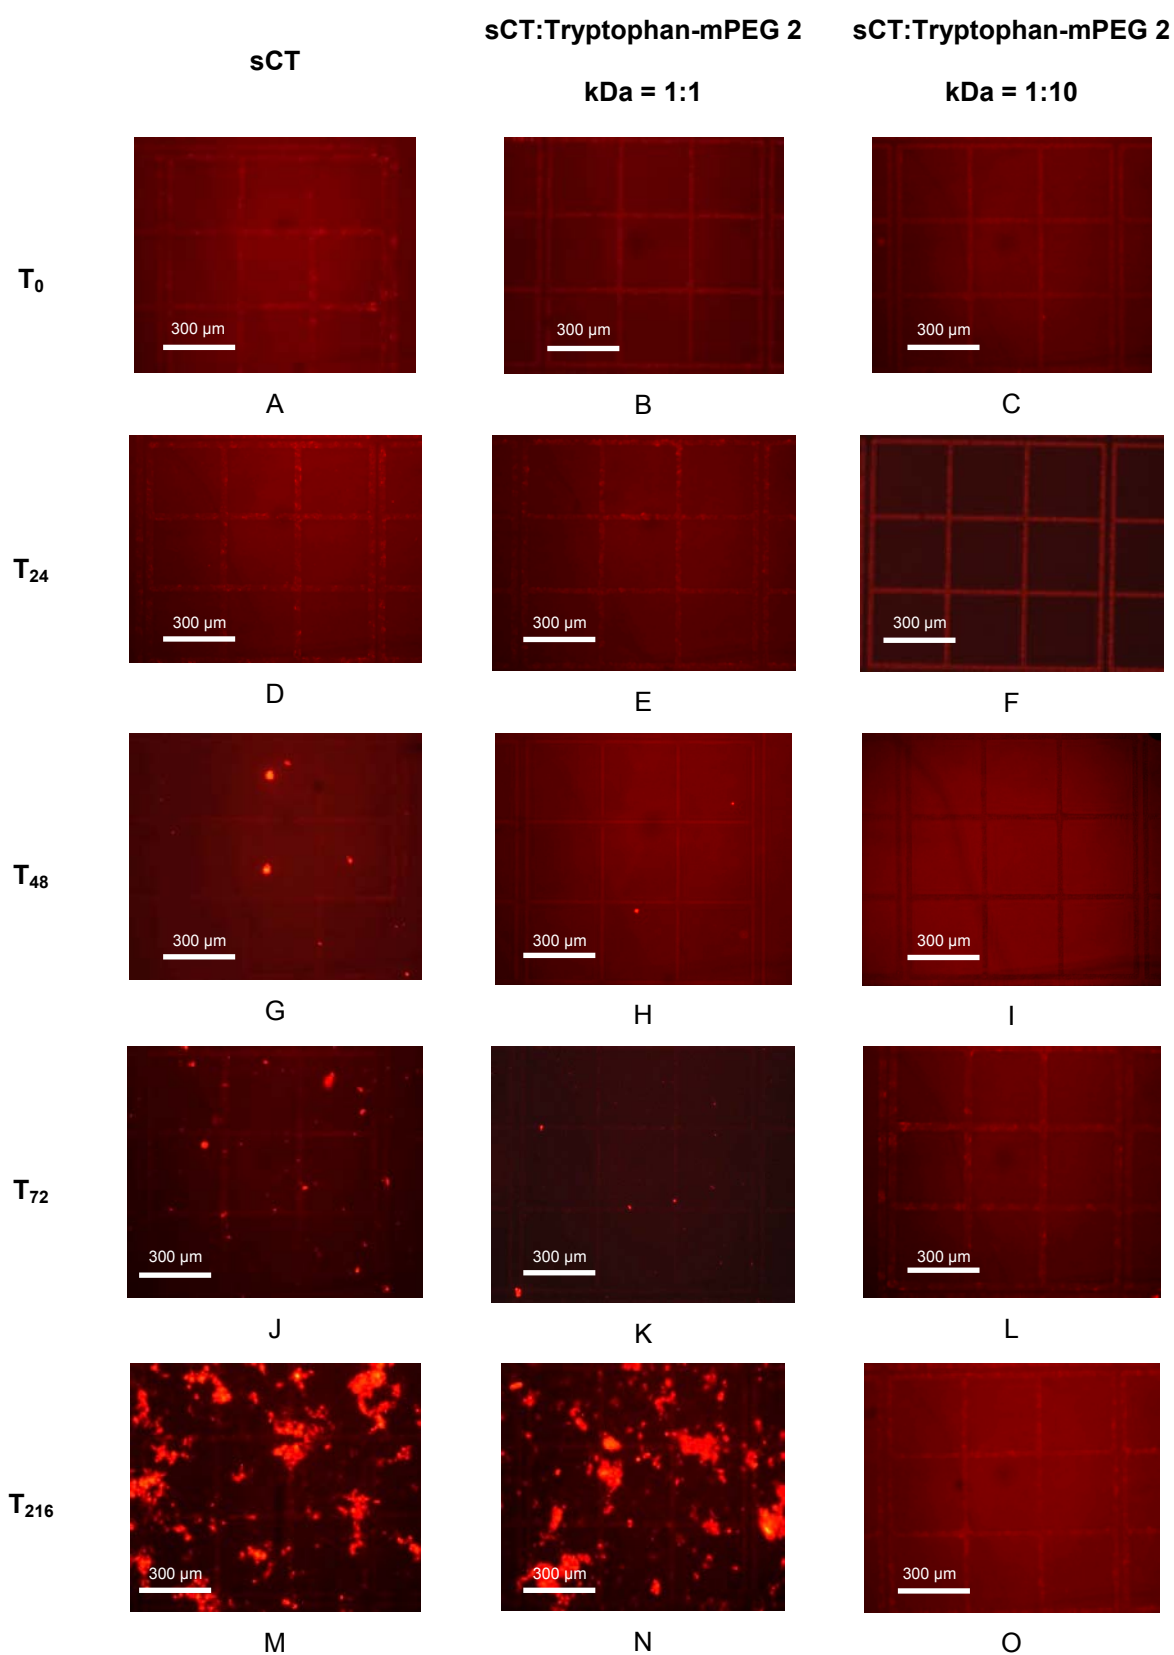 sCT
sCT:Tryptophan-mPEG 2
kDa = 1:1
sCT:Tryptophan-mPEG 2
kDa = 1:10
T0
300 µm
300 µm
300 µm
A
B
C
T24
300 µm
300 µm
300 µm
D
E
F
T48
300 µm
300 µm
300 µm
G
H
I
T72
300 µm
300 µm
300 µm
J
K
L
T216
300 µm
300 µm
300 µm
M
N
O